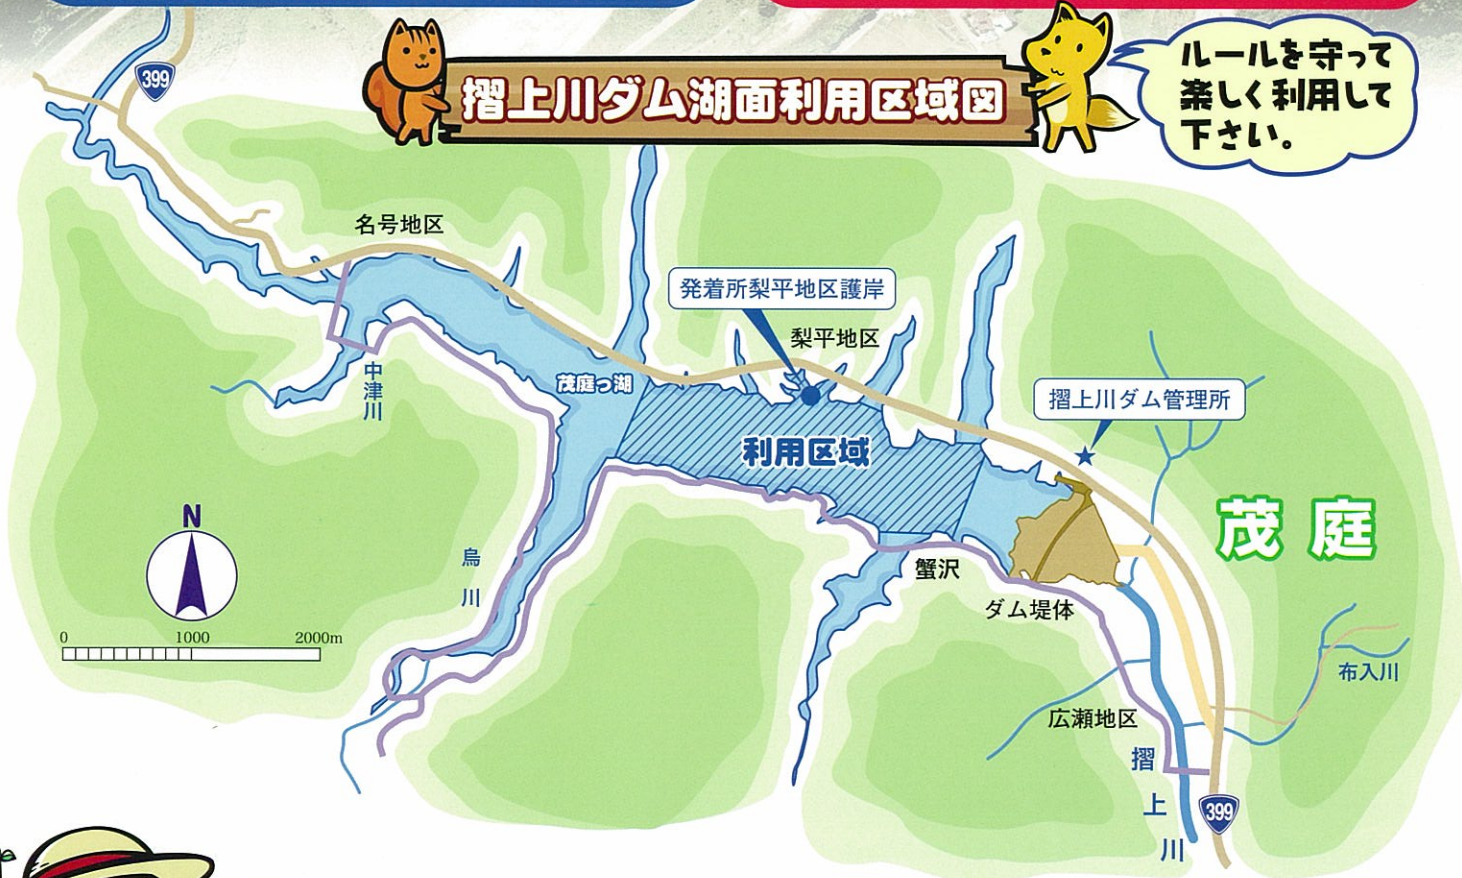 399
摺上川ダム湖面利用区域図
ルールを守って
楽しく利用して
下さい。
名号地区
発着所梨平地区護岸
梨平地区
中津川
茂庭っ湖
摺上川ダム管理所
利用区域
茂庭
N
烏川
蟹沢
ダム堤体
0 1000 2000m
布入川
広瀬地区
摺上川
399